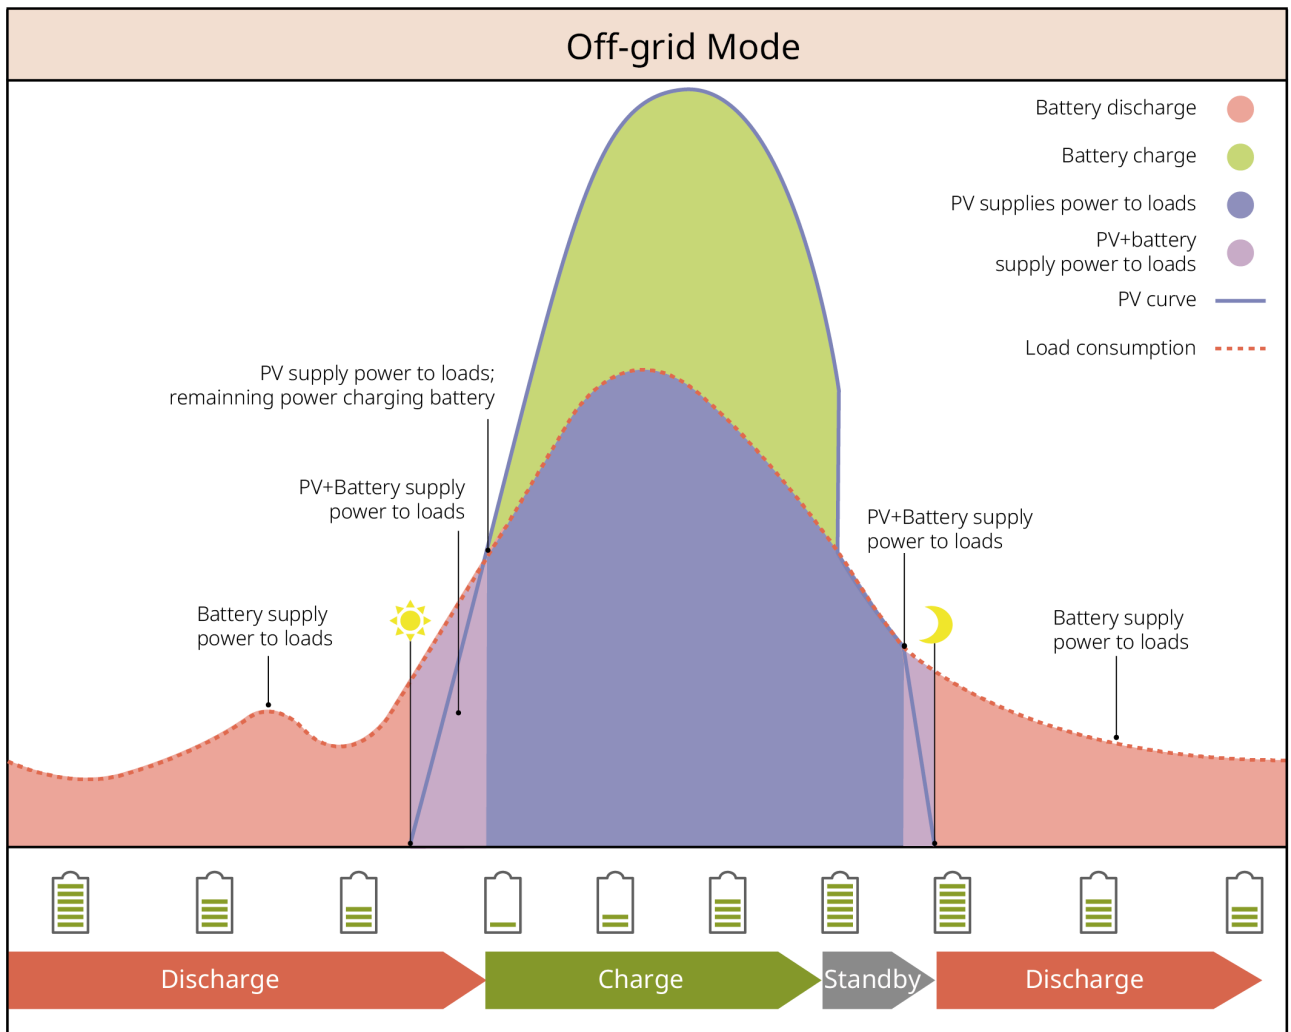 Off-grid Mode
Battery discharge
Battery charge
PV supplies power to loads
PV+battery
supply power to loads
PV curve
Load consumption
PV supply power to loads;
remainning power charging battery
PV+Battery supply
power to loads
PV+Battery supply
power to loads
Battery supply
power to loads
Battery supply
power to loads
Discharge
Charge
Standby
Discharge